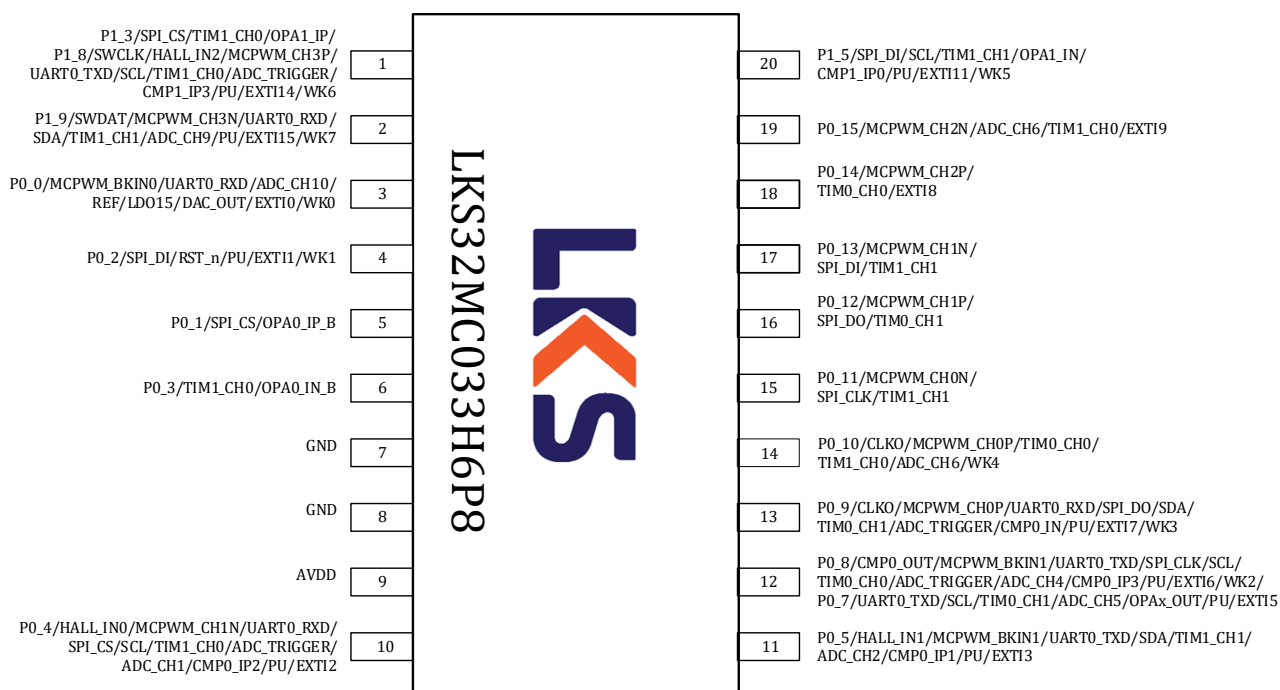 P1_3/SPI_CS/TIM1_CH0/OPA1_IP/
P1_8/SWCLK/HALL_IN2/MCPWM_CH3P/
UART0_TXD/SCL/TIM1_CH0/ADC_TRIGGER/
CMP1_IP3/PU/EXTI14/WK6
1
P1_9/SWDAT/MCPWM_CH3N/UART0_RXD/
SDA/TIM1_CH1/ADC_CH9/PU/EXTI15/WK7
2
P0_0/MCPWM_BKIN0/UART0_RXD/ADC_CH10/
REF/LDO15/DAC_OUT/EXTI0/WK0
3
P0_2/SPI_DI/RST_n/PU/EXTI1/WK1
4
P0_1/SPI_CS/OPA0_IP_B
5
P0_3/TIM1_CH0/OPA0_IN_B
6
GND
7
GND
8
AVDD
9
P0_4/HALL_IN0/MCPWM_CH1N/UART0_RXD/
SPI_CS/SCL/TIM1_CH0/ADC_TRIGGER/
ADC_CH1/CMP0_IP2/PU/EXTI2
10
LKS32MC033H6P8
LKS
20
P1_5/SPI_DI/SCL/TIM1_CH1/OPA1_IN/
CMP1_IP0/PU/EXTI11/WK5
19
P0_15/MCPWM_CH2N/ADC_CH6/TIM1_CH0/EXTI9
18
P0_14/MCPWM_CH2P/
TIM0_CH0/EXTI8
17
P0_13/MCPWM_CH1N/
SPI_DI/TIM1_CH1
16
P0_12/MCPWM_CH1P/
SPI_DO/TIM0_CH1
15
P0_11/MCPWM_CH0N/
SPI_CLK/TIM1_CH1
14
P0_10/CLKO/MCPWM_CH0P/TIM0_CH0/
TIM1_CH0/ADC_CH6/WK4
13
P0_9/CLKO/MCPWM_CH0P/UART0_RXD/SPI_DO/SDA/
TIM0_CH1/ADC_TRIGGER/CMP0_IN/PU/EXTI7/WK3
12
P0_8/CMP0_OUT/MCPWM_BKIN1/UART0_TXD/SPI_CLK/SCL/
TIM0_CH0/ADC_TRIGGER/ADC_CH4/CMP0_IP3/PU/EXTI6/WK2/
P0_7/UART0_TXD/SCL/TIM0_CH1/ADC_CH5/OPAx_OUT/PU/EXTI5
11
P0_5/HALL_IN1/MCPWM_BKIN1/UART0_TXD/SDA/TIM1_CH1/
ADC_CH2/CMP0_IP1/PU/EXTI3